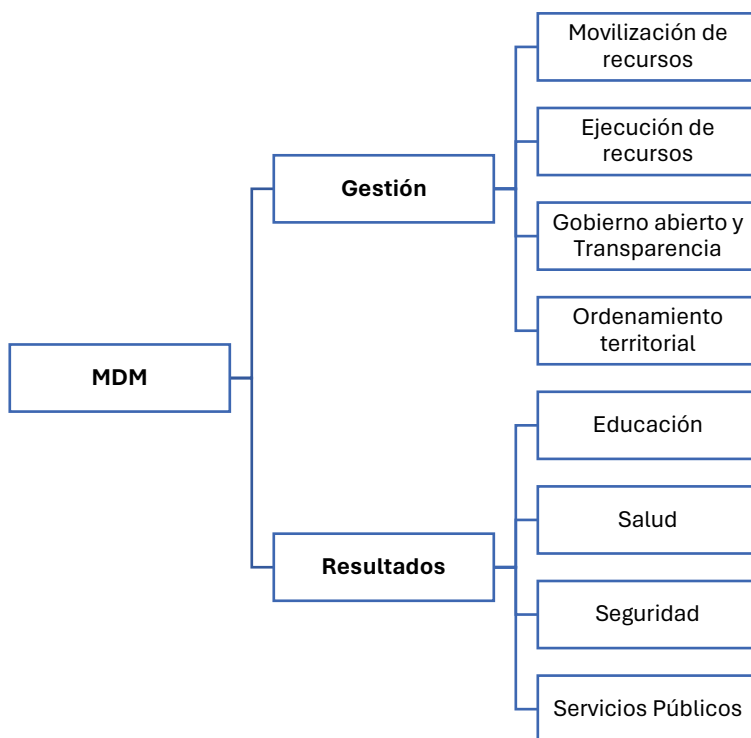 MDM
Gestión
Movilización de
recursos
Ejecución de
recursos
Gobierno abierto y
Transparencia
Ordenamiento
territorial
Resultados
Educación
Salud
Seguridad
Servicios Públicos